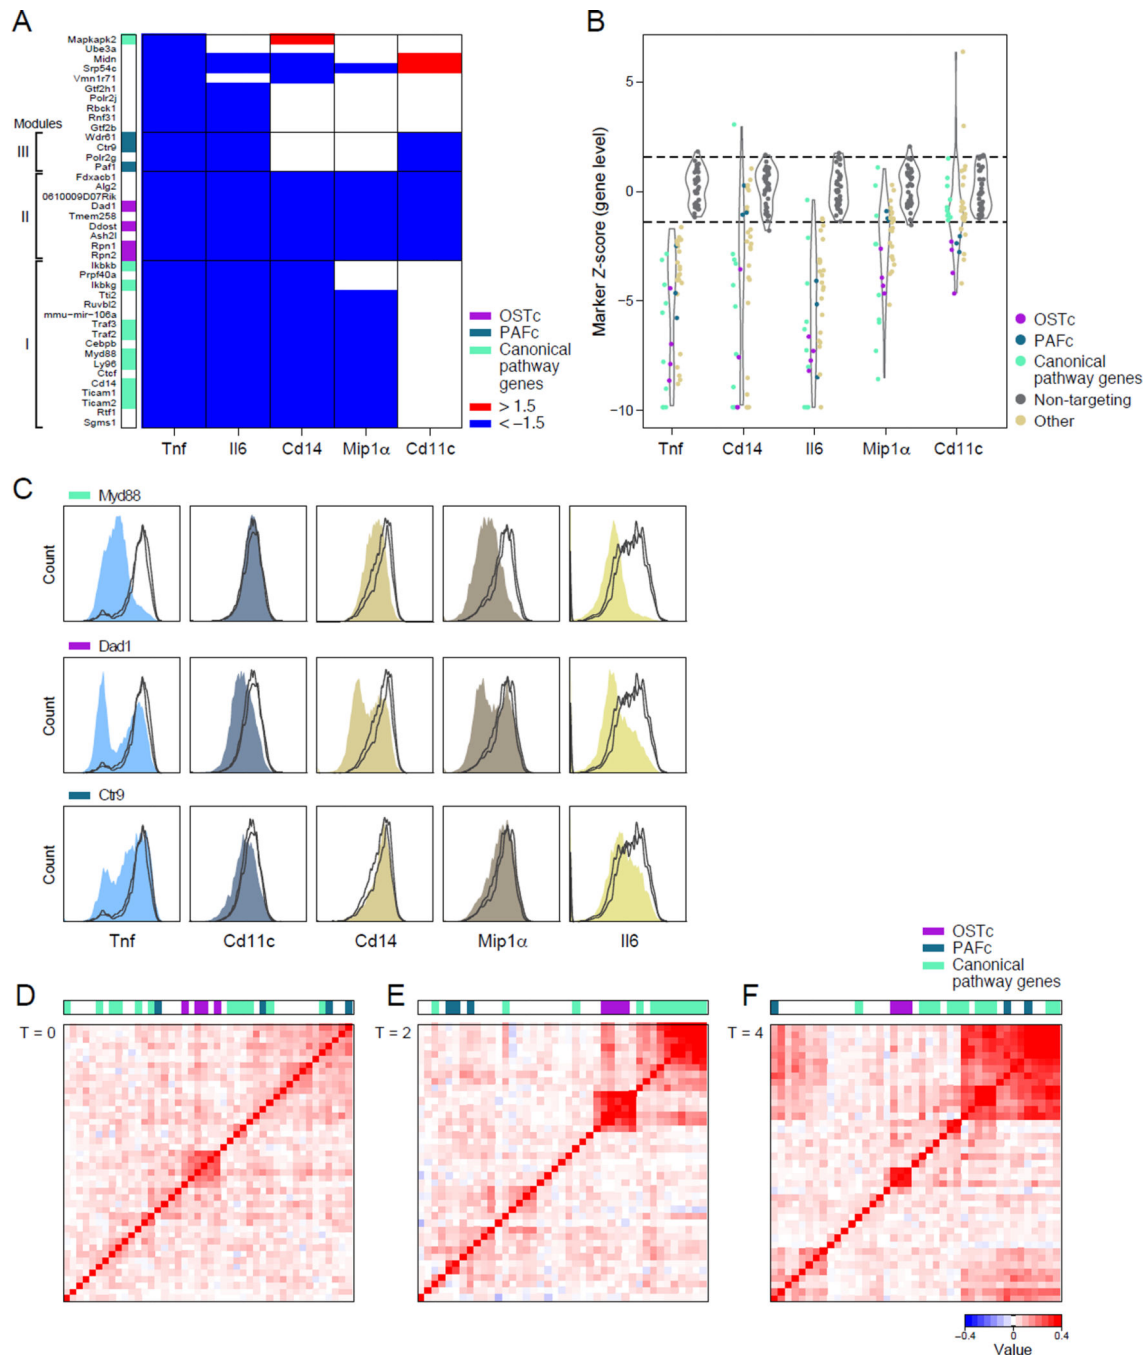 A
Mapkapk2
Ube3a
Midn
Srp54c
Vmn1r71
Gtf2h1
Polr2j
Rbck1
Rnf31
Gtf2b
Wdr61
Ctr9
Polr2g
Paf1
Fdxacb1
Alg2
0610009D07Rik
Dad1
Tmem258
Ddost
Ash2l
Rpn1
Rpn2
Ikbkb
Prpf40a
Ikbkg
Tti2
Ruvbl2
mmu-mir-106a
Traf3
Traf2
Cebpb
Myd88
Ly96
Ctcf
Cd14
Ticam1
Ticam2
Rtf1
Sgms1
Modules
III
II
I
Tnf Il6 Cd14 Mip1α Cd11c
OSTc
PAFc
Canonical
pathway
genes
> 1.5
< −1.5
B
Marker Z-score (gene level)
5
0
−5
−10
Tnf Cd14 Il6 Mip1α Cd11c
OSTc
PAFc
Canonical
pathway genes
Non-targeting
Other
C
Myd88
Count
Dad1
Count
Ctr9
Count
Tnf Cd11c Cd14 Mip1α Il6
OSTc
PAFc
Canonical
pathway genes
D
T = 0
E
T = 2
F
T = 4
−0.4 0 0.4
Value